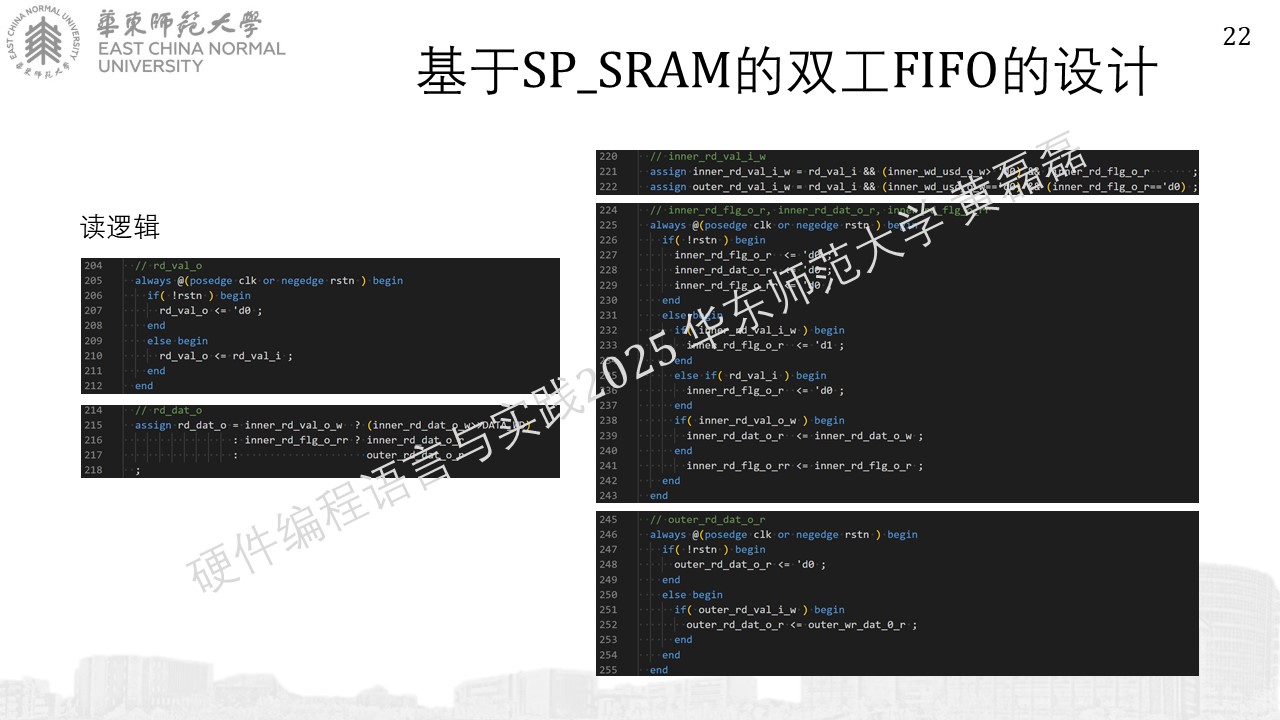 華東師範大學
EAST CHINA NORMAL
UNIVERSITY
22
基于SP_SRAM的双工FIFO的设计
读逻辑
204 // rd_val_o
205 always @(posedge clk or negedge rstn ) begin
206 if( !rstn ) begin
207 rd_val_o <= 'd0 ;
208 end
209 else begin
210 rd_val_o <= rd_val_i ;
211 end
212 end
214 // rd_dat_o
215 assign rd_dat_o = inner_rd_val_o_w ? (inner_rd_dat_o_w>>DATA_WD)
216 : inner_rd_flg_o_rr ? inner_rd_dat_o_r
217 : outer_rd_dat_o_r
218 ;
220 // inner_rd_val_i_w
221 assign inner_rd_val_i_w = rd_val_i && (inner_wd_usd_o_w> 'd0) && !inner_rd_flg_o_r ;
222 assign outer_rd_val_i_w = rd_val_i && (inner_wd_usd_o_w=='d0) && (inner_rd_flg_o_r=='d0) ;
224 // inner_rd_flg_o_r, inner_rd_dat_o_r, inner_rd_flg_o_rr
225 always @(posedge clk or negedge rstn ) begin
226 if( !rstn ) begin
227 inner_rd_flg_o_r <= 'd0 ;
228 inner_rd_dat_o_r <= 'd0 ;
229 inner_rd_flg_o_rr <= 'd0
230 end
231 else begin
232 if( inner_rd_val_i_w ) begin
233 inner_rd_flg_o_r <= 'd1 ;
234 end
235 else if( rd_val_i ) begin
236 inner_rd_flg_o_r <= 'd0 ;
237 end
238 if( inner_rd_val_o_w ) begin
239 inner_rd_dat_o_r <= inner_rd_dat_o_w ;
240 end
241 inner_rd_flg_o_rr <= inner_rd_flg_o_r ;
242 end
243 end
245 // outer_rd_dat_o_r
246 always @(posedge clk or negedge rstn ) begin
247 if( !rstn ) begin
248 outer_rd_dat_o_r <= 'd0 ;
249 end
250 else begin
251 if( outer_rd_val_i_w ) begin
252 outer_rd_dat_o_r <= outer_wr_dat_0_r ;
253 end
254 end
255 end
硬件编程语言与实践2025 华东师范大学 黄磊磊